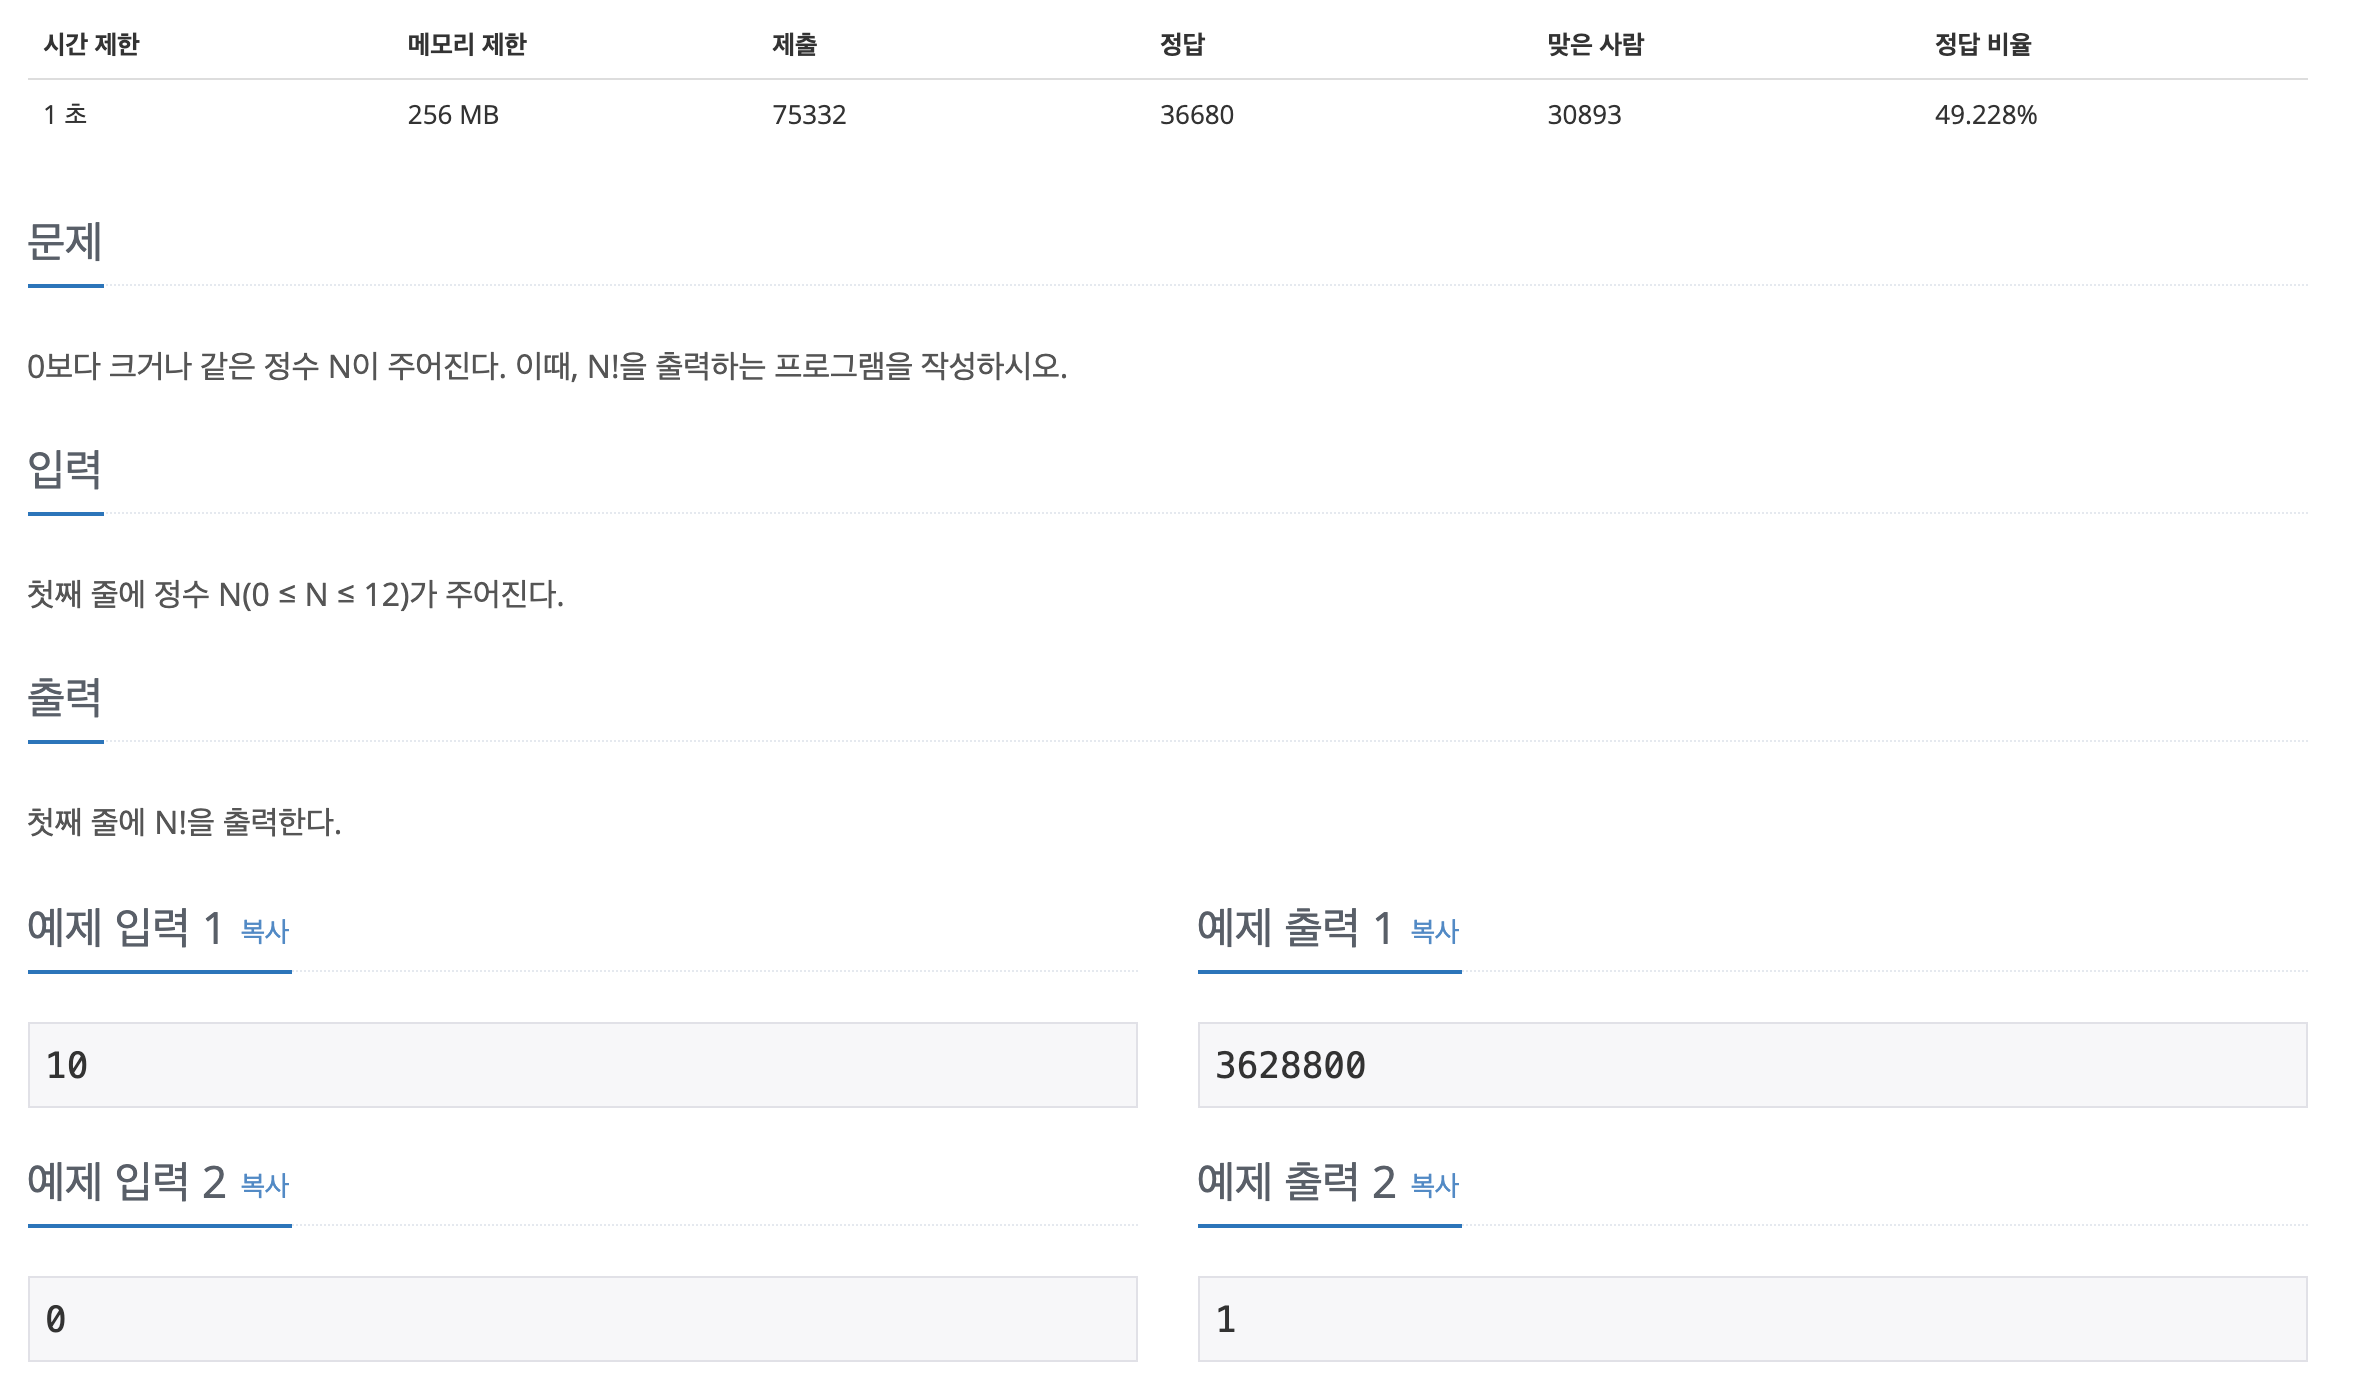 시간 제한 메모리 제한 제출 정답 맞은 사람 정답 비율
1 초 256 MB 75332 36680 30893 49.228%
문제
0보다 크거나 같은 정수 N이 주어진다. 이때, N!을 출력하는 프로그램을 작성하시오.
입력
첫째 줄에 정수 N(0 ≤ N ≤ 12)가 주어진다.
출력
첫째 줄에 N!을 출력한다.
예제 입력 1 복사
10
예제 출력 1 복사
3628800
예제 입력 2 복사
0
예제 출력 2 복사
1